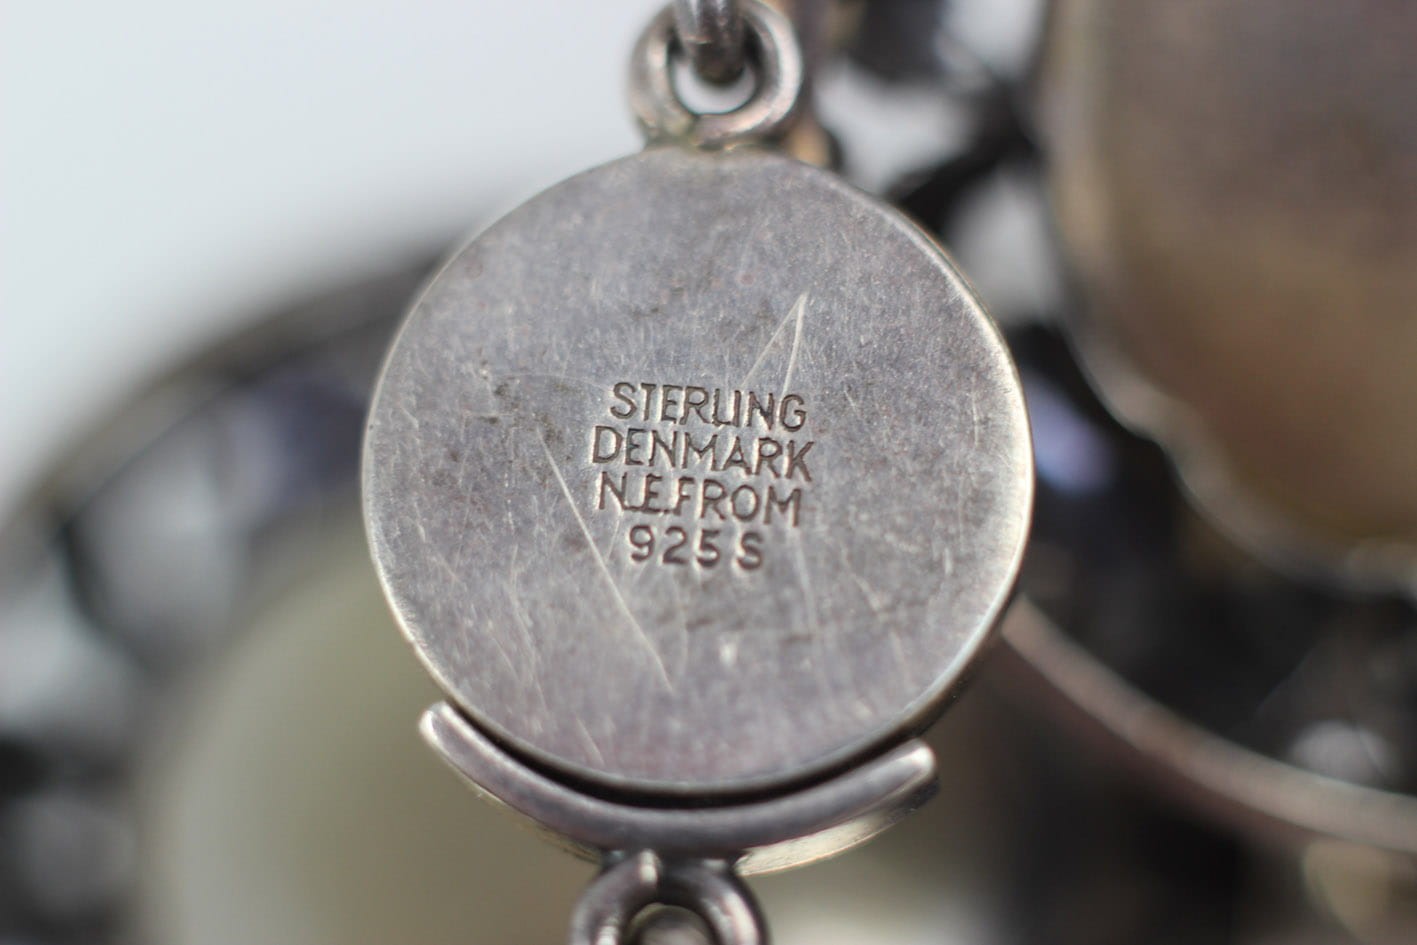 STERLING
DENMARK
N.E.FROM
925 S